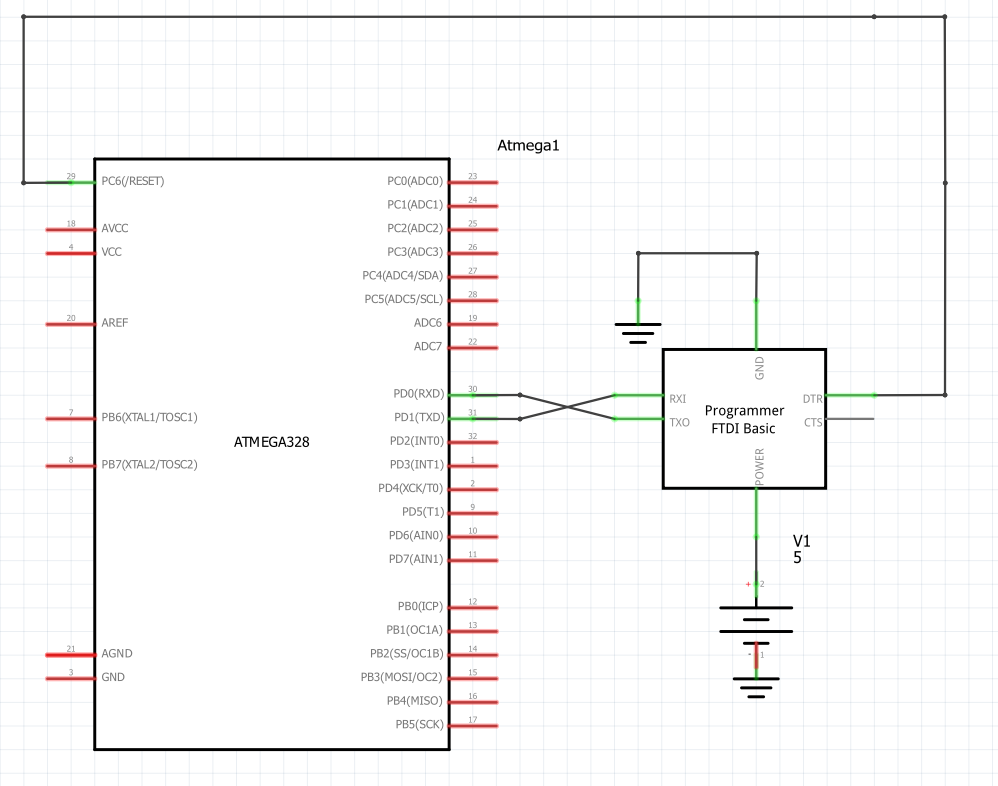 Atmega1
29 PC6(/RESET)
18 AVCC
4 VCC
20 AREF
7 PB6(XTAL1/TOSC1)
8 PB7(XTAL2/TOSC2)
21 AGND
3 GND
ATMEGA328
PC0(ADC0) 23
PC1(ADC1) 24
PC2(ADC2) 25
PC3(ADC3) 26
PC4(ADC4/SDA) 27
PC5(ADC5/SCL) 28
ADC6 19
ADC7 22
PD0(RXD) 30
PD1(TXD) 31
PD2(INT0) 32
PD3(INT1) 1
PD4(XCK/T0) 2
PD5(T1) 9
PD6(AIN0) 10
PD7(AIN1) 11
PB0(ICP) 12
PB1(OC1A) 13
PB2(SS/OC1B) 14
PB3(MOSI/OC2) 15
PB4(MISO) 16
PB5(SCK) 17
GND
RXI
TXO
DTR
CTS
Programmer
FTDI Basic
POWER
V1
5
+ 2
- 1